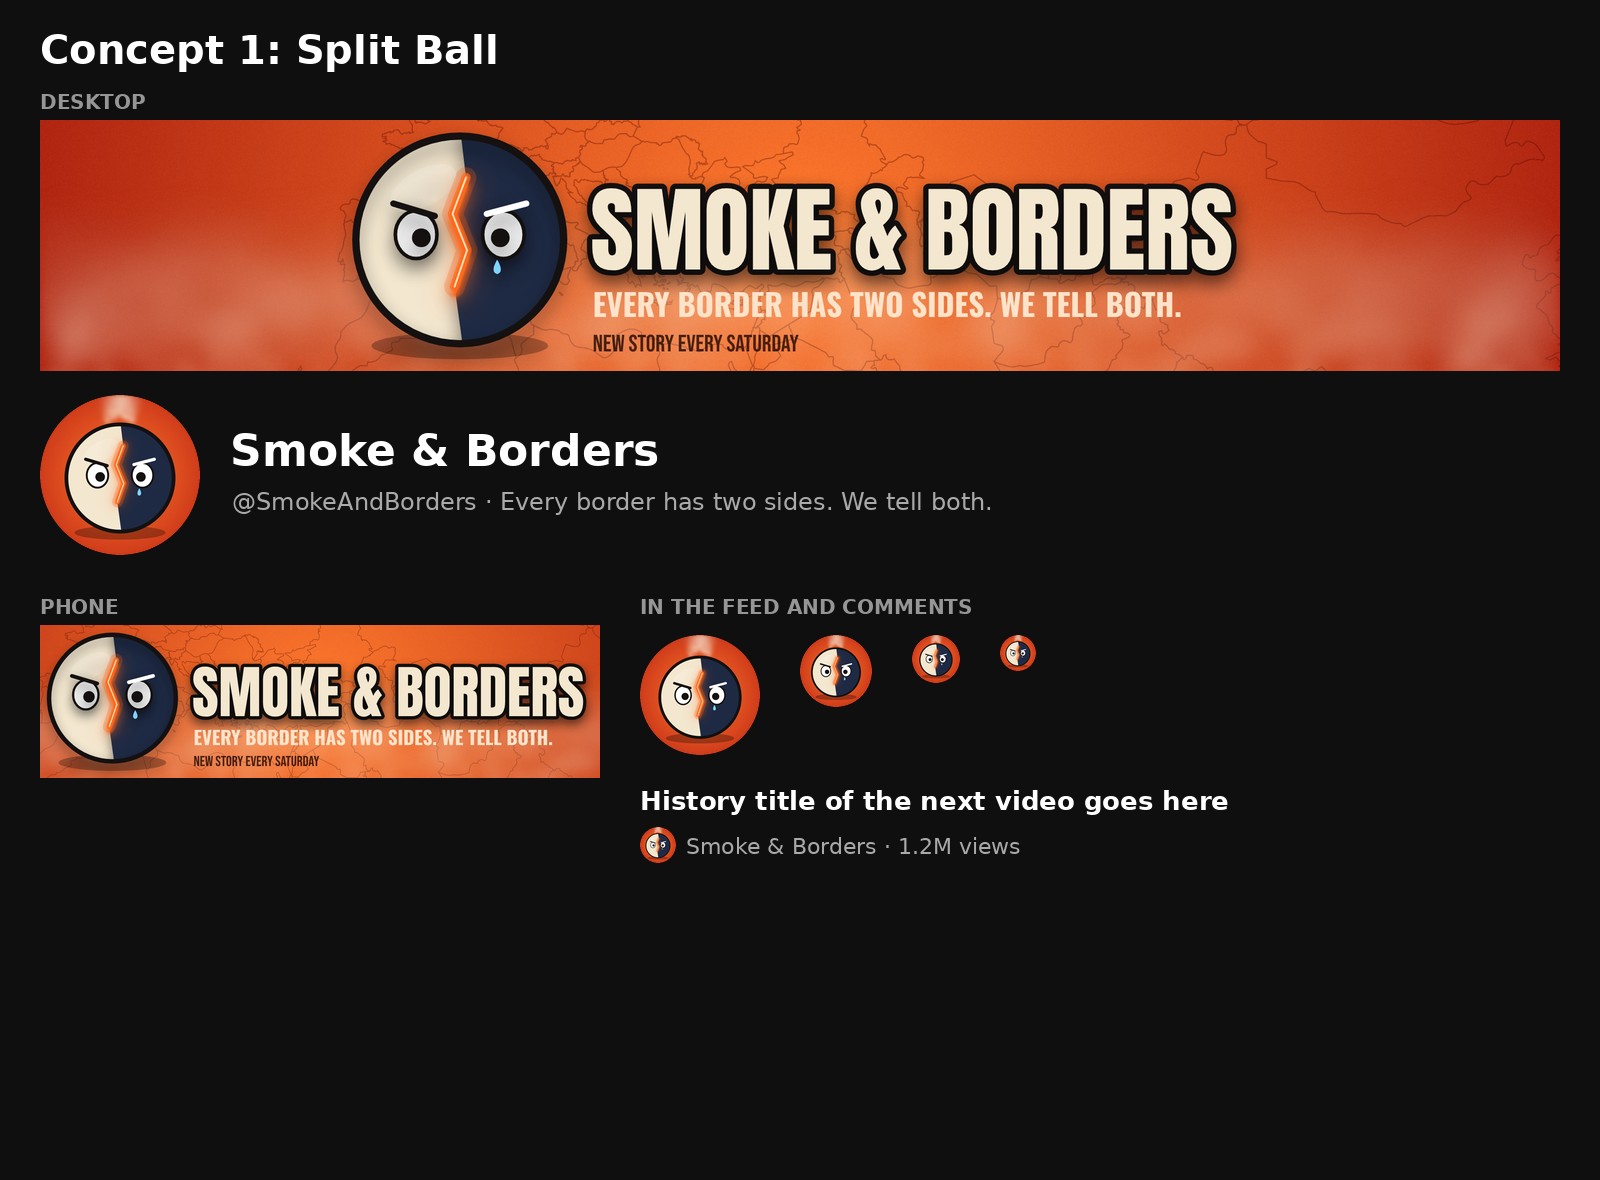 Concept 1: Split Ball
DESKTOP
SMOKE & BORDERS
EVERY BORDER HAS TWO SIDES. WE TELL BOTH.
NEW STORY EVERY SATURDAY
Smoke & Borders
@SmokeAndBorders · Every border has two sides. We tell both.
PHONE
SMOKE & BORDERS
EVERY BORDER HAS TWO SIDES. WE TELL BOTH.
NEW STORY EVERY SATURDAY
IN THE FEED AND COMMENTS
History title of the next video goes here
Smoke & Borders · 1.2M views